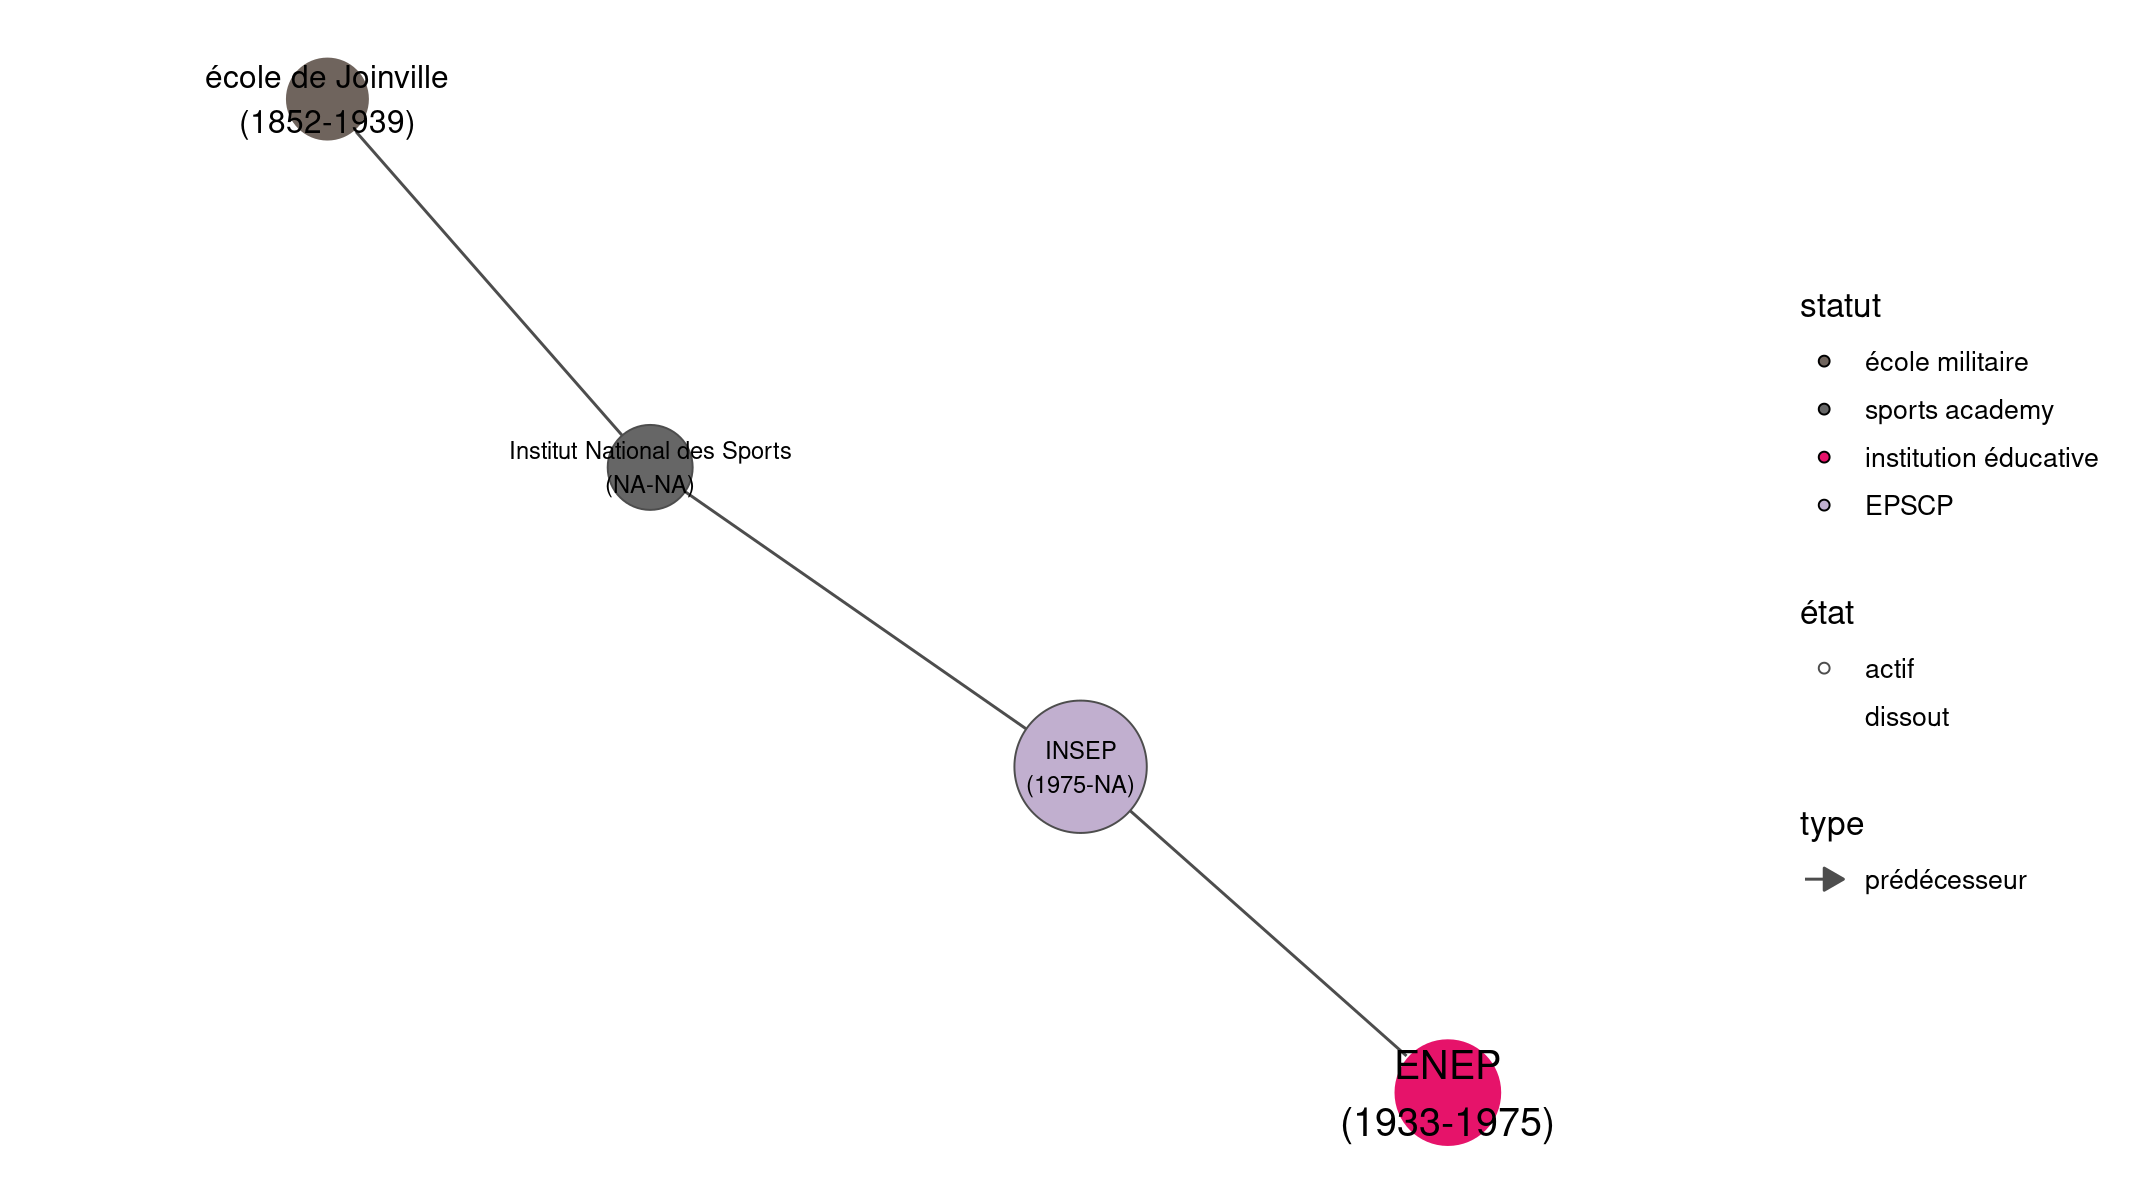 école de Joinville
(1852-1939)
Institut National des Sports
(NA-NA)
INSEP
(1975-NA)
ENEP
(1933-1975)
statut
école militaire
sports academy
institution éducative
EPSCP
état
actif
dissout
type
prédécesseur